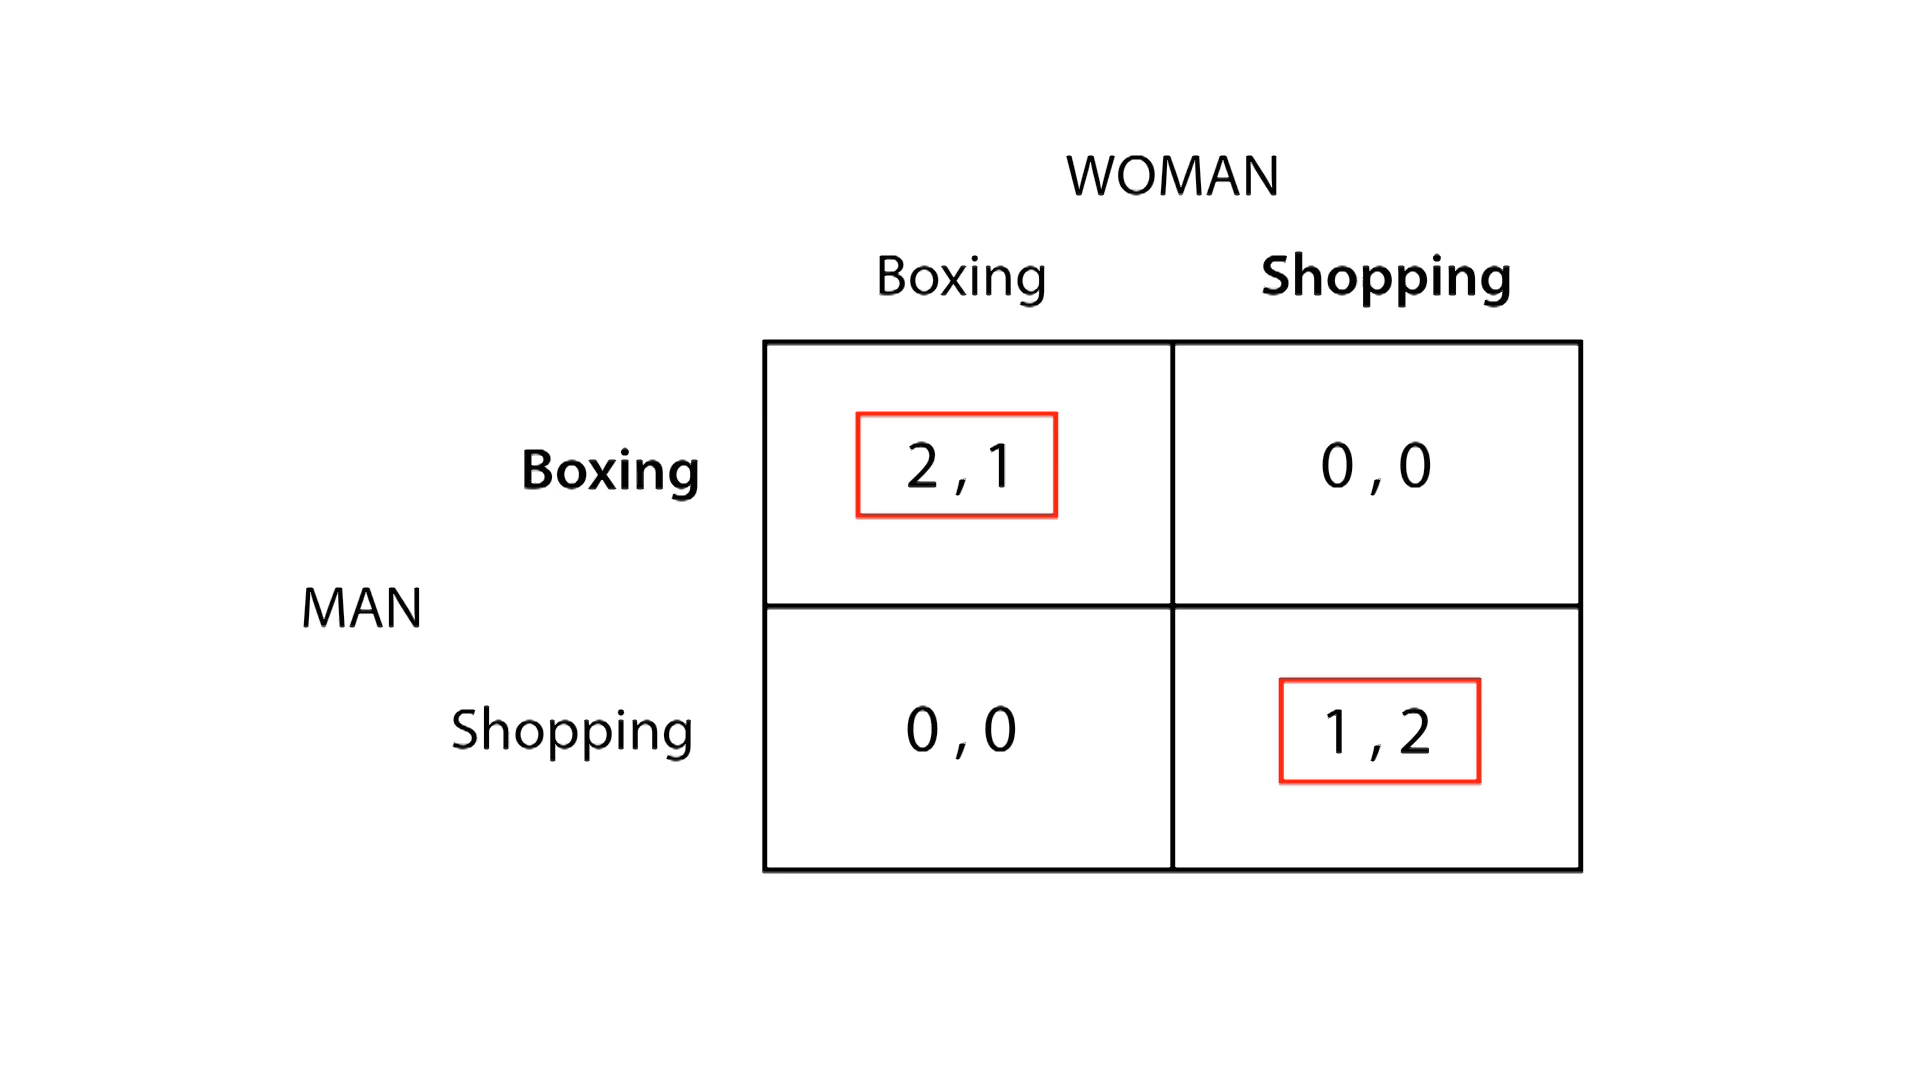 WOMAN
Boxing Shopping
Boxing 2 , 1 0 , 0
MAN
Shopping 0 , 0 1 , 2